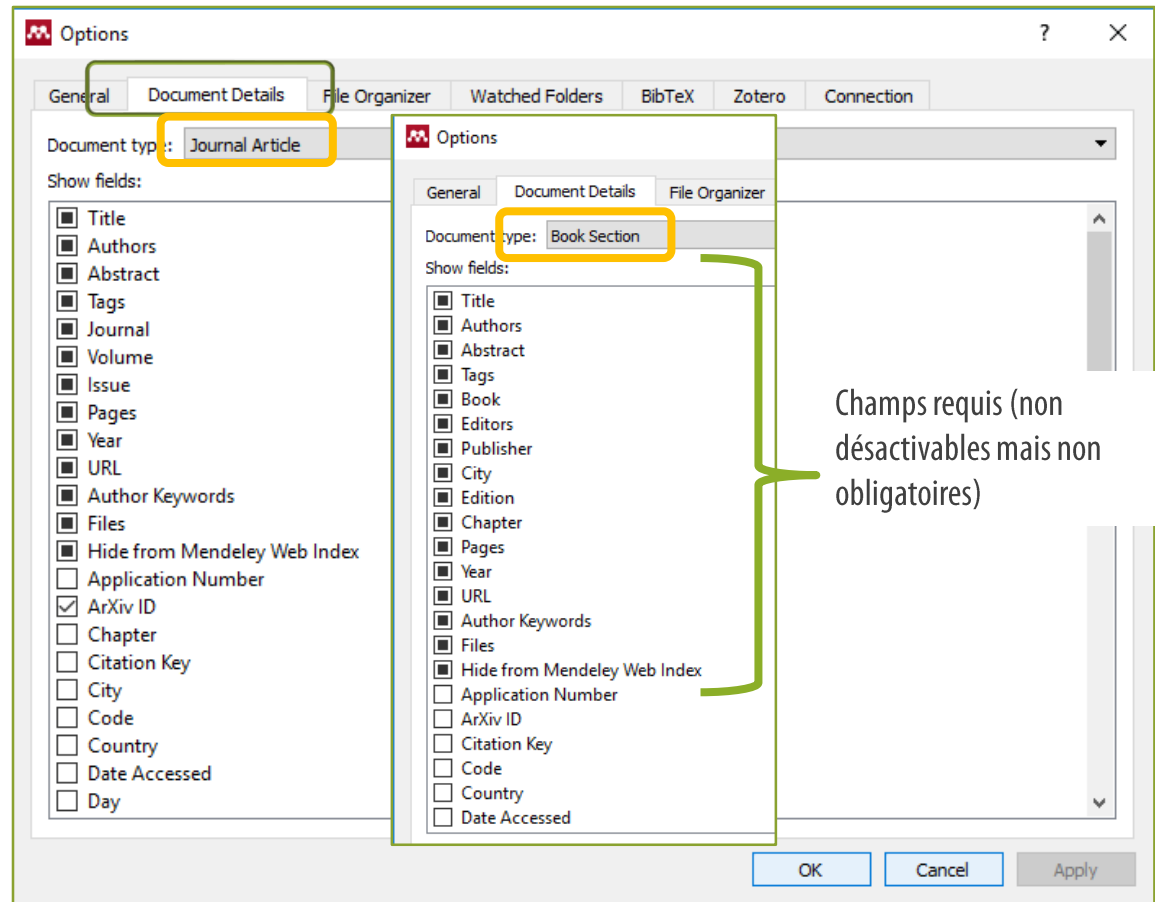 Options
?
General
Document Details
File Organizer
Watched Folders
BibTeX
Zotero
Connection
Document type: Journal Article
Show fields:
Title
Authors
Abstract
Tags
Journal
Volume
Issue
Pages
Year
URL
Author Keywords
Files
Hide from Mendeley Web Index
Application Number
ArXiv ID
Chapter
Citation Key
City
Code
Country
Date Accessed
Day
Options
General
Document Details
File Organizer
Document type: Book Section
Show fields:
Title
Authors
Abstract
Tags
Book
Editors
Publisher
City
Edition
Chapter
Pages
Year
URL
Author Keywords
Files
Hide from Mendeley Web Index
Application Number
ArXiv ID
Citation Key
Code
Country
Date Accessed
Champs requis (non
désactivables mais non
obligatoires)
OK
Cancel
Apply